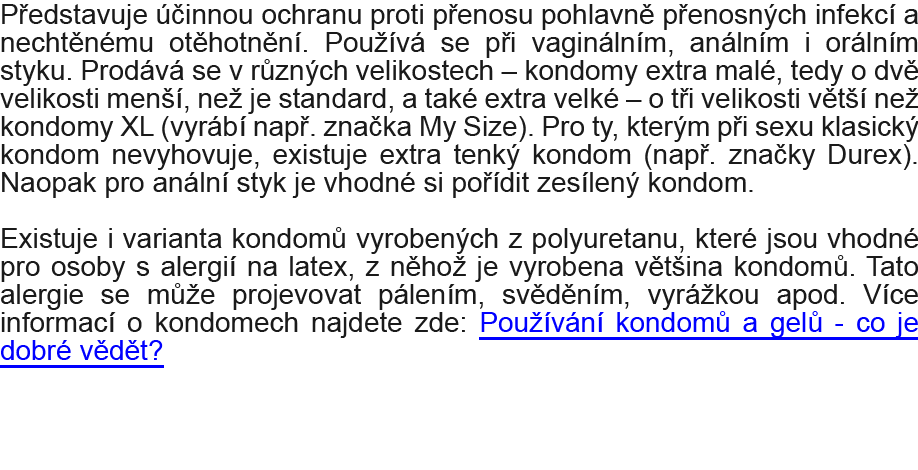 Představuje účinnou ochranu proti přenosu pohlavně přenosných infekcí a
nechtěnému otěhotnění. Používá se při vaginálním, análním i orálním
styku. Prodává se v různých velikostech – kondomy extra malé, tedy o dvě
velikosti menší, než je standard, a také extra velké – o tři velikosti větší než
kondomy XL (vyrábí např. značka My Size). Pro ty, kterým při sexu klasický
kondom nevyhovuje, existuje extra tenký kondom (např. značky Durex).
Naopak pro anální styk je vhodné si pořídit zesílený kondom.
Existuje i varianta kondomů vyrobených z polyuretanu, které jsou vhodné
pro osoby s alergií na latex, z něhož je vyrobena většina kondomů. Tato
alergie se může projevovat pálením, svěděním, vyrážkou apod. Více
informací o kondomech najdete zde: Používání kondomů a gelů - co je
dobré vědět?